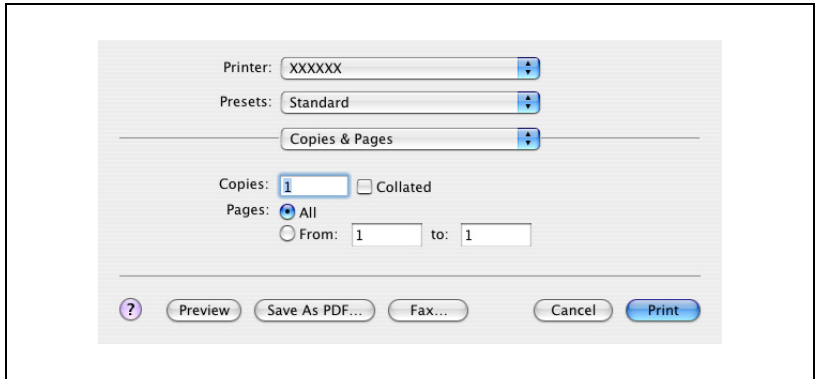 Printer: XXXXXX
Presets: Standard
Copies & Pages
Copies: 1 Collated
Pages: All
From: 1 to: 1
? Preview Save As PDF... Fax... Cancel Print